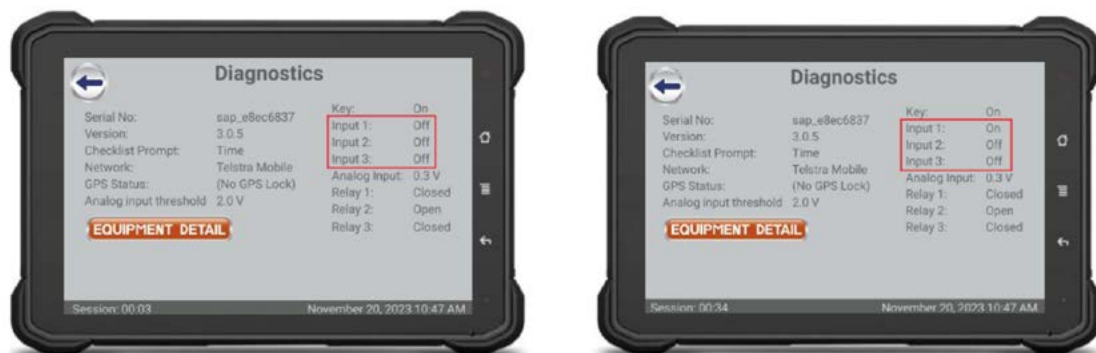 Diagnostics
Serial No: sap_e8ec6837
Version: 3.0.5
Checklist Prompt: Time
Network: Telstra Mobile
GPS Status: (No GPS Lock)
Analog input threshold 2.0 V
EQUIPMENT DETAIL
Key: On
Input 1: Off
Input 2: Off
Input 3: Off
Analog Input: 0.3 V
Relay 1: Closed
Relay 2: Open
Relay 3: Closed
Session: 00:03 November 20, 2023 10:47 AM
Diagnostics
Serial No: sap_e8ec6837
Version: 3.0.5
Checklist Prompt: Time
Network: Telstra Mobile
GPS Status: (No GPS Lock)
Analog input threshold 2.0 V
EQUIPMENT DETAIL
Key: On
Input 1: On
Input 2: Off
Input 3: Off
Analog Input: 0.3 V
Relay 1: Closed
Relay 2: Open
Relay 3: Closed
Session: 00:34 November 20, 2023 10:47 AM